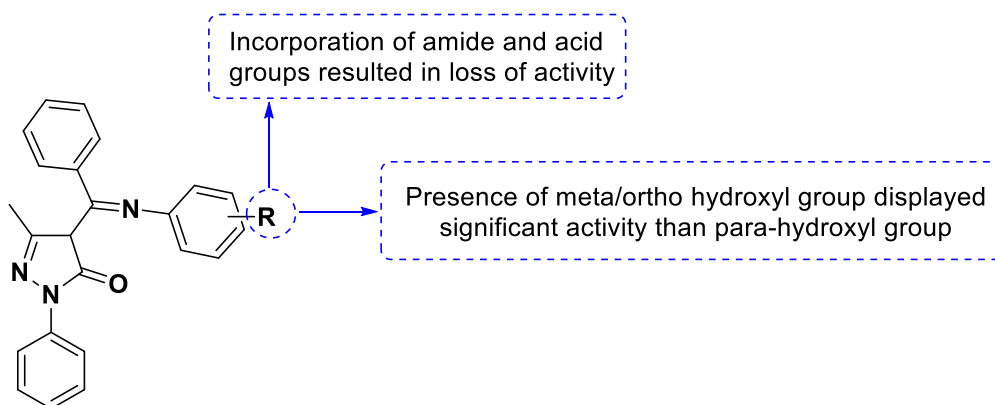 Incorporation of amide and acid
groups resulted in loss of activity
Presence of meta/ortho hydroxyl group displayed
significant activity than para-hydroxyl group
N
R
N
O
N